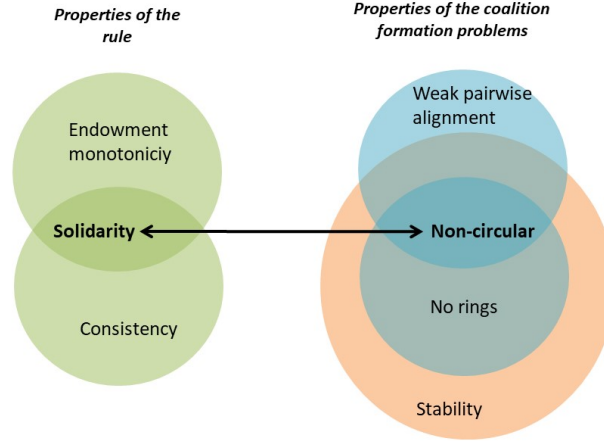 Properties of the
rule
Properties of the coalition
formation problems
Endowment
monotoniciy
Weak pairwise
alignment
Solidarity
Non-circular
Consistency
No rings
Stability